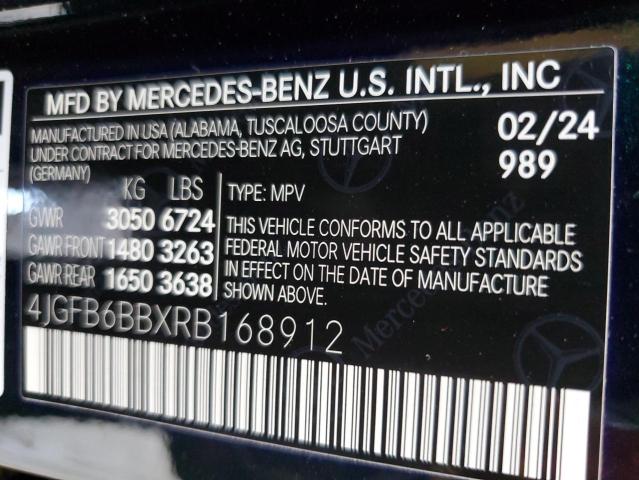 MFD BY MERCEDES-BENZ U.S. INTL., INC
MANUFACTURED IN USA (ALABAMA, TUSCALOOSA COUNTY)
UNDER CONTRACT FOR MERCEDES-BENZ AG, STUTTGART
(GERMANY)
02/24
989
KG LBS
GVWR 3050 6724
GAWR FRONT 1480 3263
GAWR REAR 1650 3638
TYPE: MPV
THIS VEHICLE CONFORMS TO ALL APPLICABLE
FEDERAL MOTOR VEHICLE SAFETY STANDARDS
IN EFFECT ON THE DATE OF MANUFACTURE
SHOWN ABOVE.
4JGFB6BBXRB168912
Mercedes-Benz